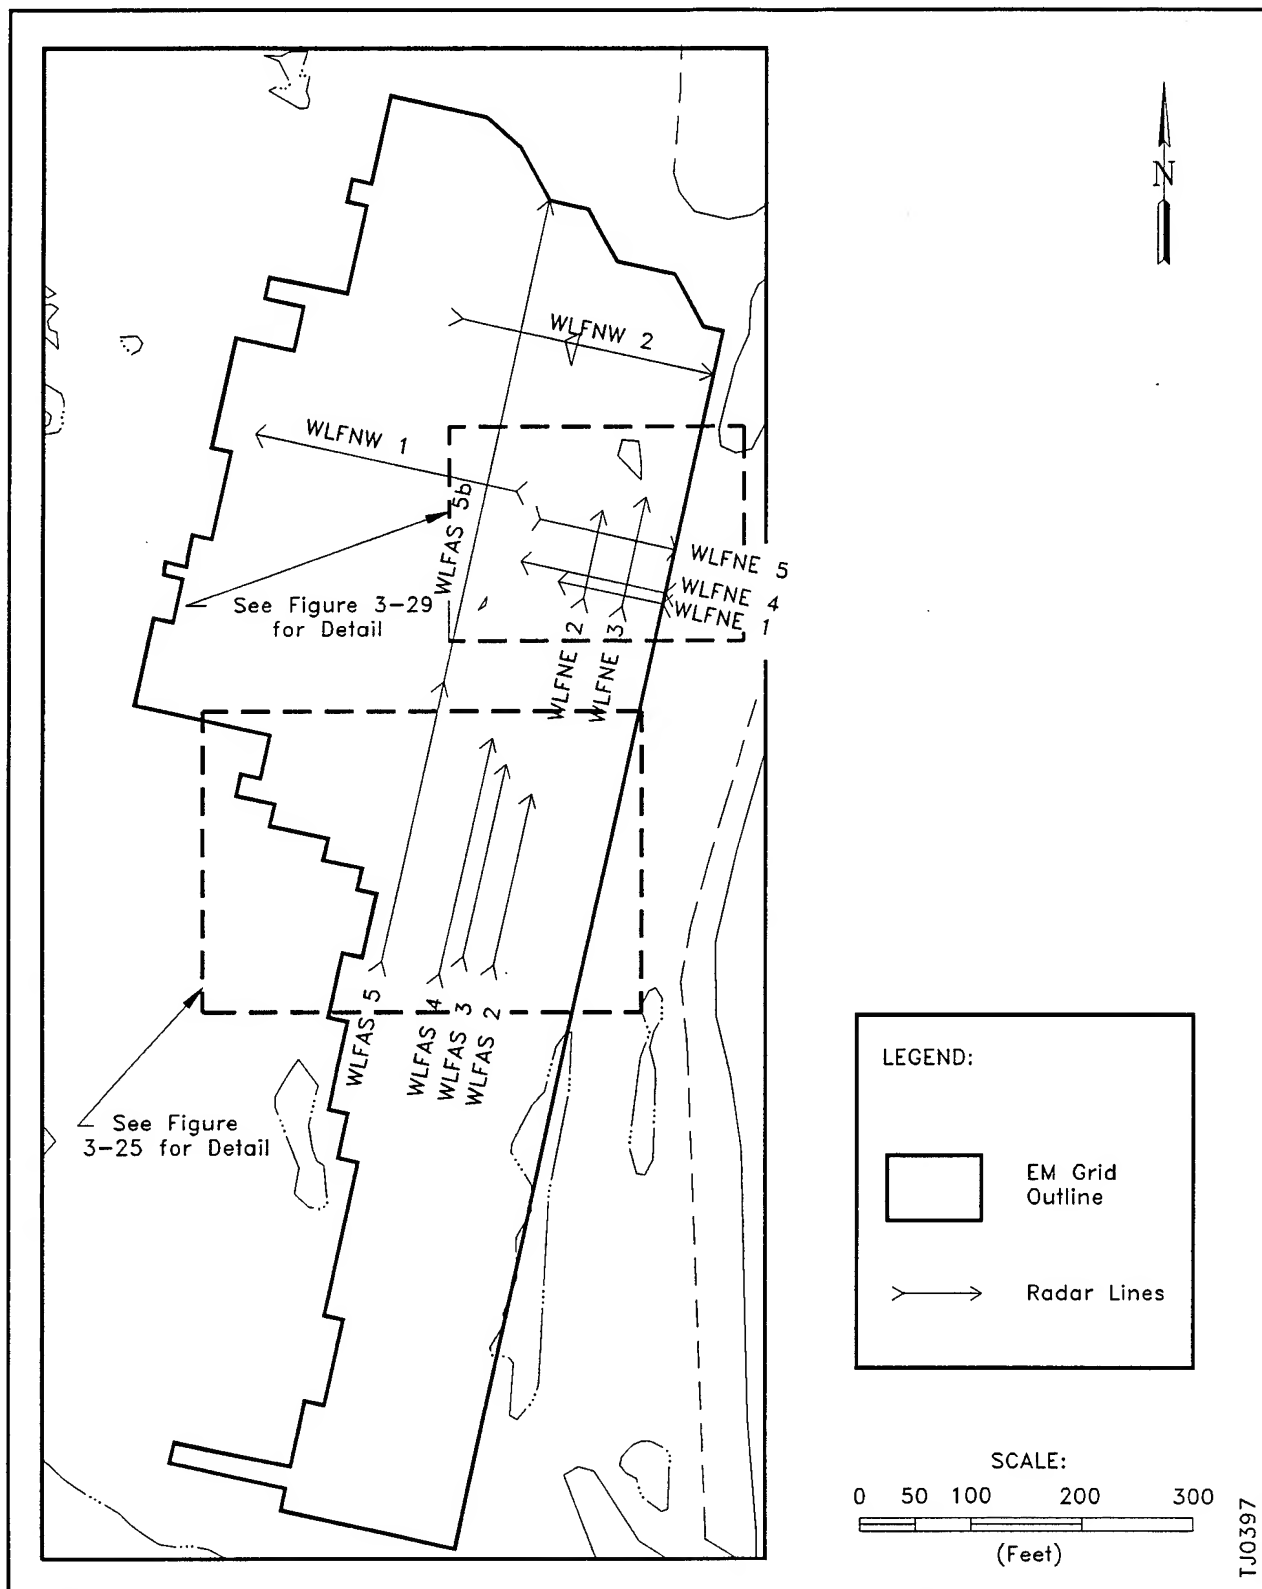 N
WLFNW 2
WLFNW 1
WLFAS 5b
WLFNE 5
WLFNE 4
WLFNE 1
See Figure 3-29
for Detail
WLFNE 2
WLFNE 3
WLFAS 5
WLFAS 4
WLFAS 3
WLFAS 2
See Figure
3-25 for Detail
LEGEND:
EM Grid
Outline
Radar Lines
SCALE:
0 50 100 200 300
(Feet)
TJ0397